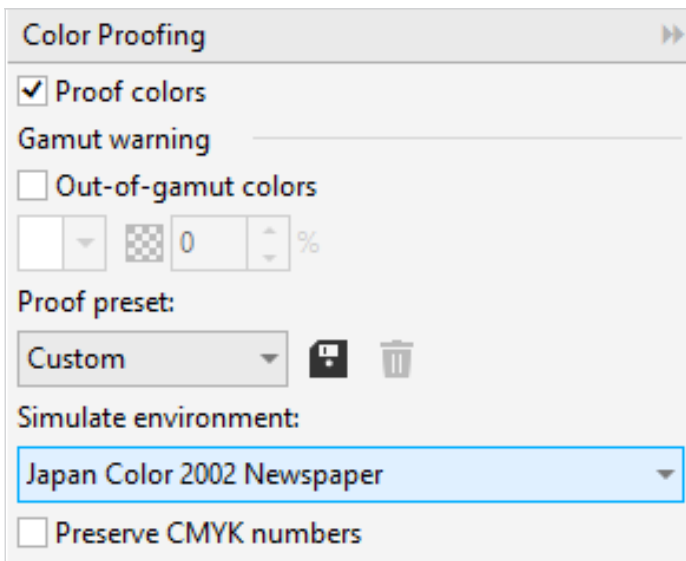 Color Proofing
Proof colors
Gamut warning
Out-of-gamut colors
0 %
Proof preset:
Custom
Simulate environment:
Japan Color 2002 Newspaper
Preserve CMYK numbers